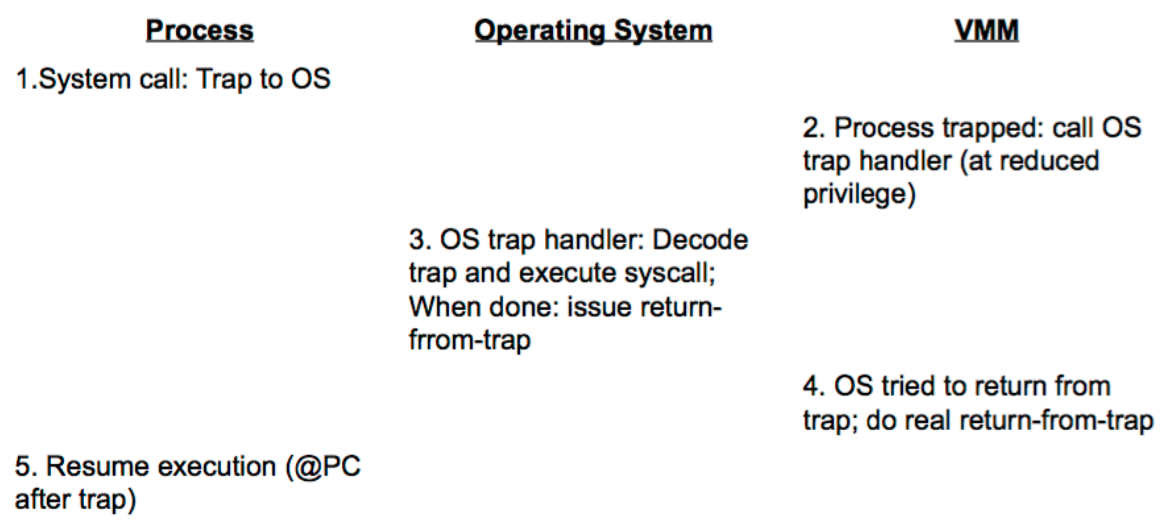 Process Operating System VMM
1.System call: Trap to OS
2. Process trapped: call OS
trap handler (at reduced
privilege)
3. OS trap handler: Decode
trap and execute syscall;
When done: issue return-
frrom-trap
4. OS tried to return from
trap; do real return-from-trap
5. Resume execution (@PC
after trap)